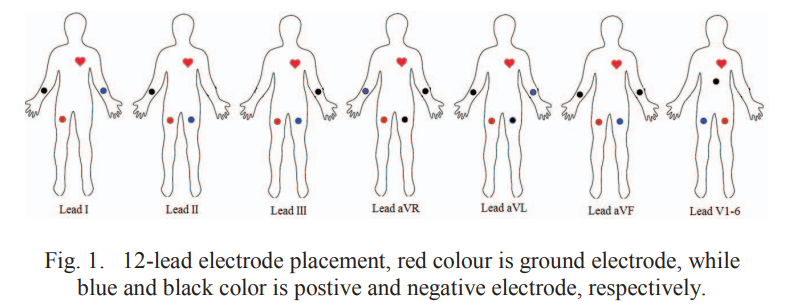 Lead I Lead II Lead III Lead aVR Lead aVL Lead aVF Lead V1-6
Fig. 1. 12-lead electrode placement, red colour is ground electrode, while
blue and black color is postive and negative electrode, respectively.